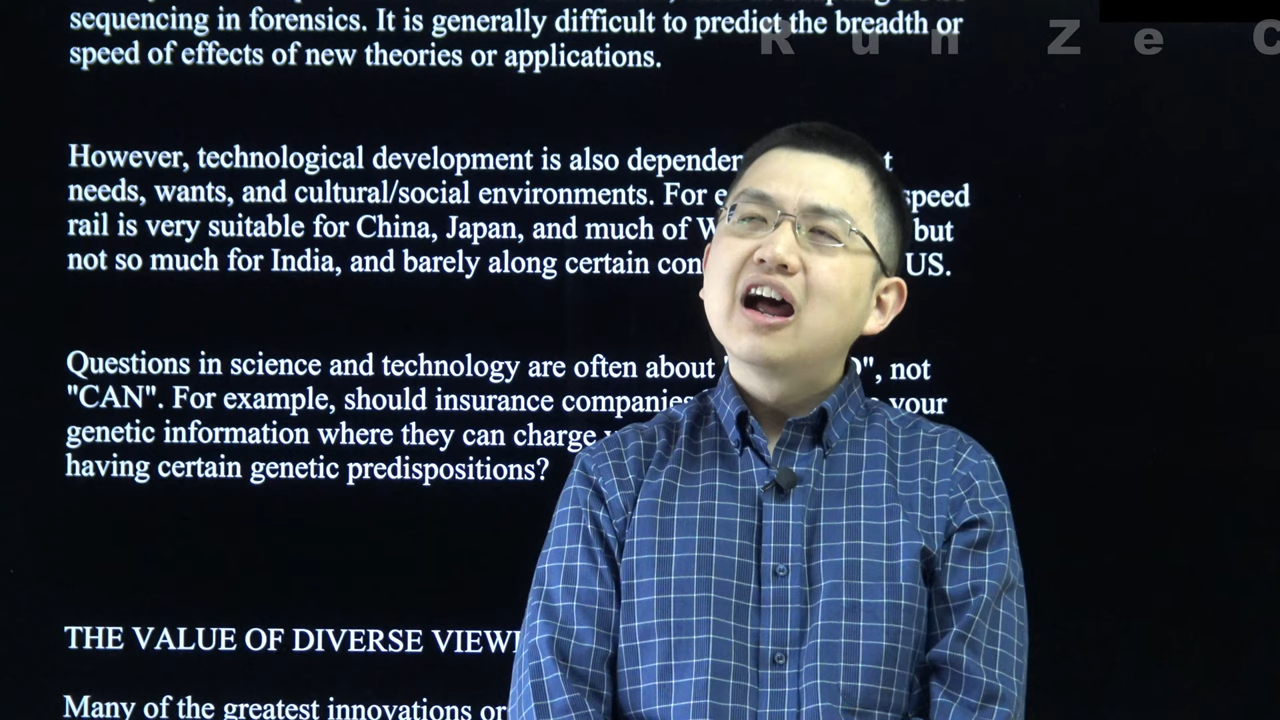 sequencing in forensics. It is generally difficult to predict the breadth or
speed of effects of new theories or applications.
Run Ze C
However, technological development is also
needs, wants, and cultural/social environments. For speed
rail is very suitable for China, Japan, and much of but
not so much for India, and barely along certain US.
Questions in science and technology are often about not
"CAN". For example, should insurance your
genetic information where they can charge
having certain genetic predispositions?
THE VALUE OF DIVERSE
Many of the greatest innovations or